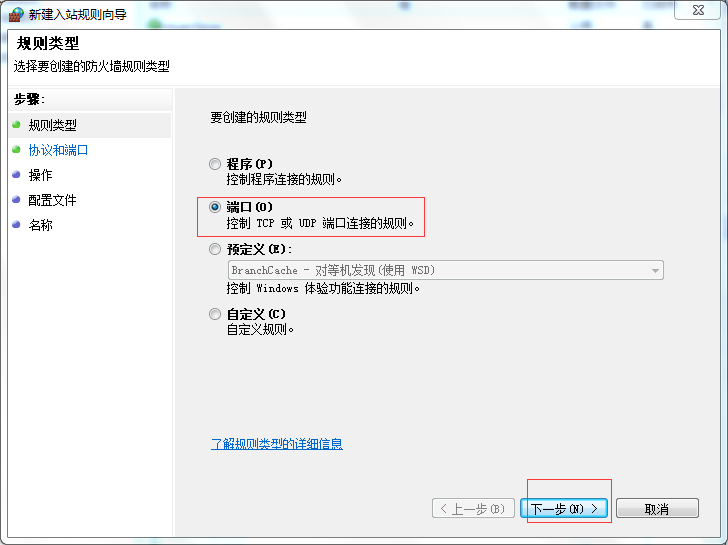 新建入站规则向导
规则类型
选择要创建的防火墙规则类型
步骤:
规则类型
协议和端口
操作
配置文件
名称
要创建的规则类型
程序(P)
控制程序连接的规则。
端口(O)
控制 TCP 或 UDP 端口连接的规则。
预定义(E):
BranchCache - 对等机发现(使用 WSD)
控制 Windows 体验功能连接的规则。
自定义(C)
自定义规则。
了解规则类型的详细信息
< 上一步(B)
下一步(N) >
取消